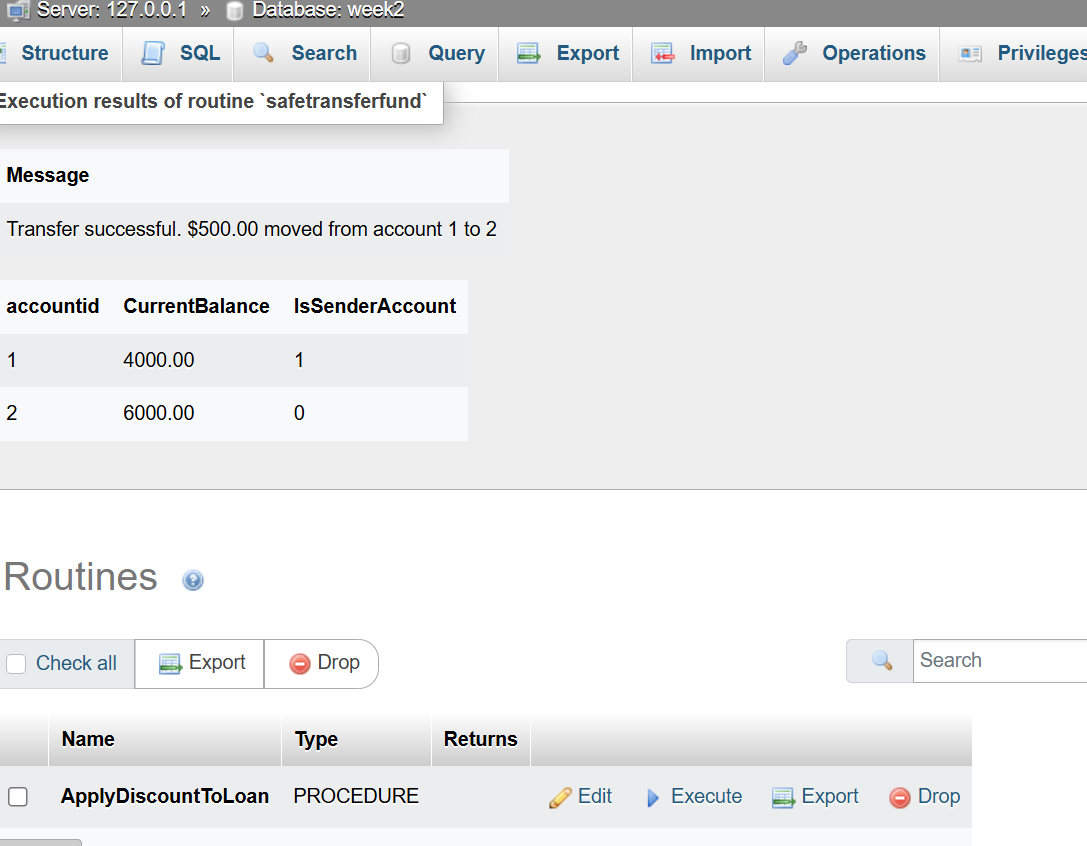 Server: 127.0.0.1 » Database: week2
Structure SQL Search Query Export Import Operations Privileges
Execution results of routine `safetransferfund`
Message
Transfer successful. $500.00 moved from account 1 to 2
accountid CurrentBalance IsSenderAccount
1 4000.00 1
2 6000.00 0
Routines
Check all Export Drop Search
Name Type Returns
ApplyDiscountToLoan PROCEDURE Edit Execute Export Drop